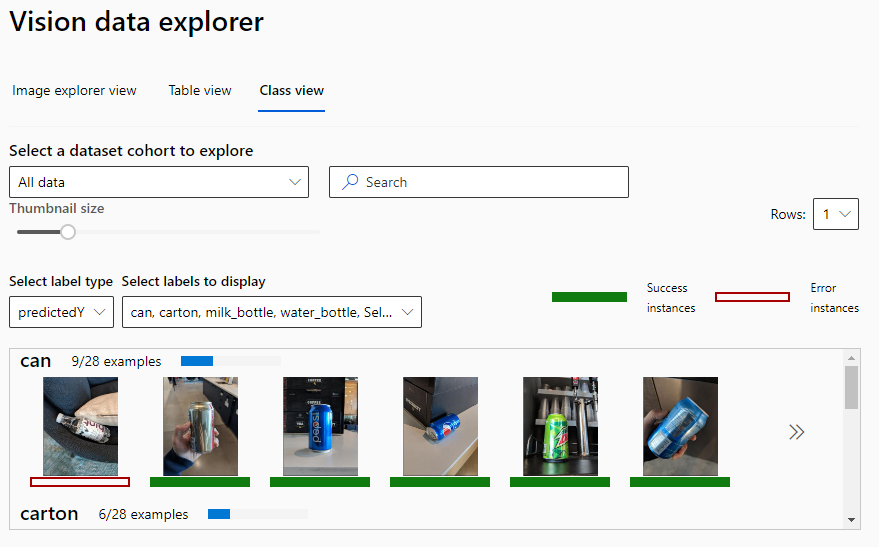 Vision data explorer
Image explorer view Table view Class view
Select a dataset cohort to explore
All data Search
Thumbnail size
Rows: 1
Select label type Select labels to display
predictedY can, carton, milk_bottle, water_bottle, Sel...
Success instances Error instances
can 9/28 examples
pepsi
carton 6/28 examples